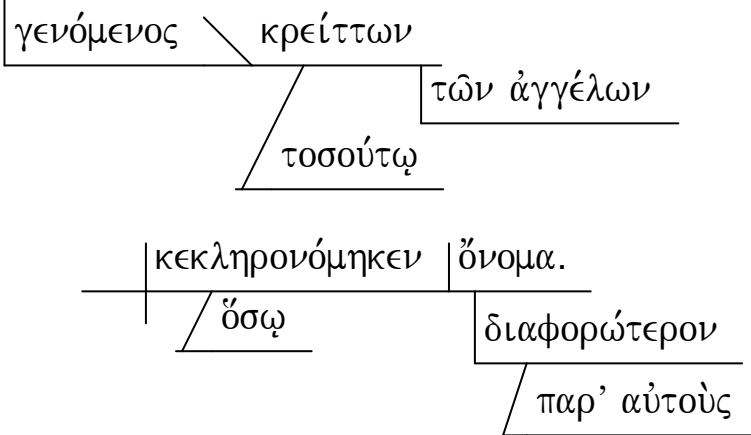 γενόμενος κρείττων
τῶν ἀγγέλων
τοσούτῳ
κεκληρονόμηκεν ὄνομα.
ὅσῳ
διαφορώτερον
παρ’ αὐτοὺς